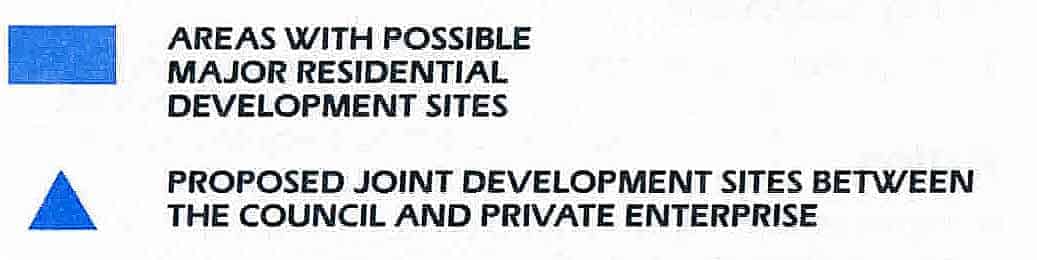 AREAS WITH POSSIBLE
MAJOR RESIDENTIAL
DEVELOPMENT SITES
PROPOSED JOINT DEVELOPMENT SITES BETWEEN
THE COUNCIL AND PRIVATE ENTERPRISE